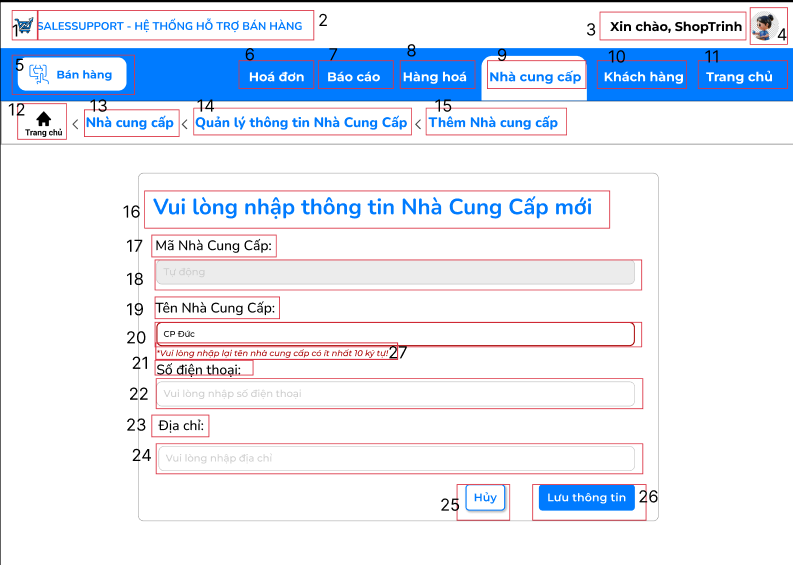 1 SALESSUPPORT - HỆ THỐNG HỖ TRỢ BÁN HÀNG 2
3 Xin chào, ShopTrinh 4
5 Bán hàng
6 Hoá đơn
7 Báo cáo
8 Hàng hoá
9 Nhà cung cấp
10 Khách hàng
11 Trang chủ
12 Trang chủ
< 13 Nhà cung cấp
< 14 Quản lý thông tin Nhà Cung Cấp
< 15 Thêm Nhà cung cấp
16 Vui lòng nhập thông tin Nhà Cung Cấp mới
17 Mã Nhà Cung Cấp:
18 Tự động
19 Tên Nhà Cung Cấp:
20 CP Đức
*Vui lòng nhập lại tên nhà cung cấp có ít nhất 10 ký tự! 27
21 Số điện thoại:
22 Vui lòng nhập số điện thoại
23 Địa chỉ:
24 Vui lòng nhập địa chỉ
25 Hủy
Lưu thông tin 26